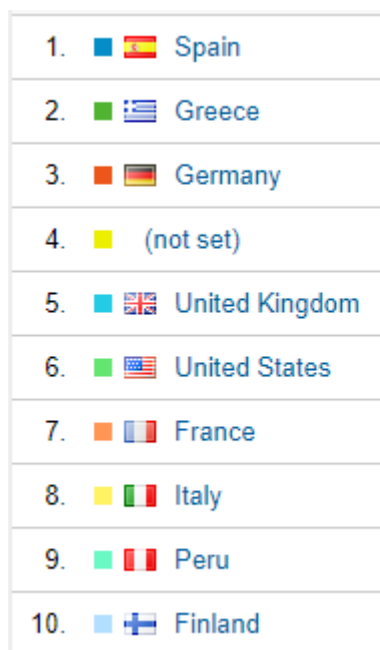 1. Spain
2. Greece
3. Germany
4. (not set)
5. United Kingdom
6. United States
7. France
8. Italy
9. Peru
10. Finland